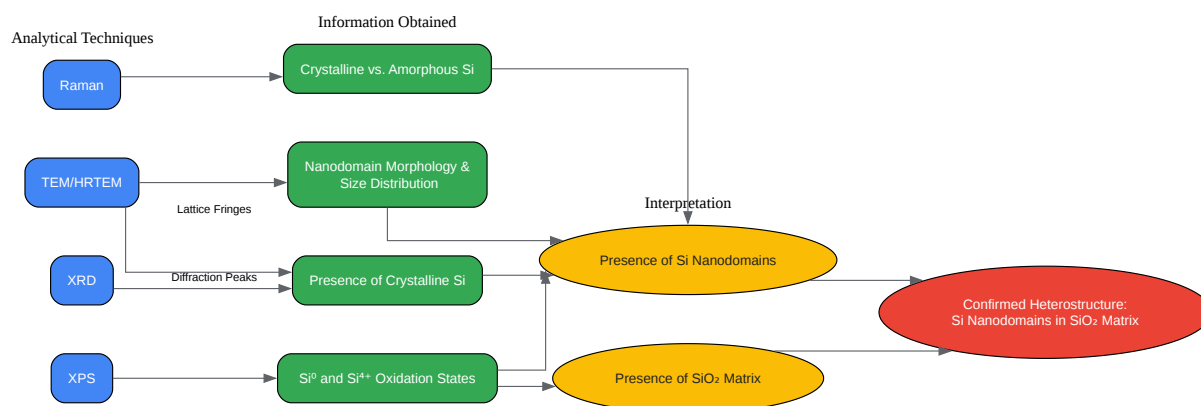 Information Obtained
Analytical Techniques
Crystalline vs. Amorphous Si
Raman
Nanodomain Morphology &
Size Distribution
TEM/HRTEM
Lattice Fringes
Interpretation
Presence of Si Nanodomains
Diffraction Peaks
XRD
Presence of Crystalline Si
Confirmed Heterostructure:
Si Nanodomains in SiO₂ Matrix
XPS
Si⁰ and Si⁴⁺ Oxidation States
Presence of SiO₂ Matrix